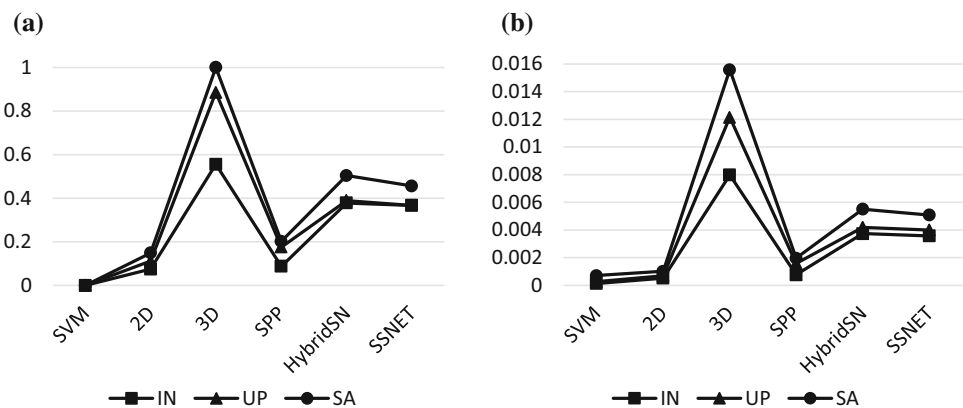 (a)
1
0.8
0.6
0.4
0.2
0
SVM
2D
3D
SPP
HybridSN
SSNET
IN UP SA
(b)
0.016
0.014
0.012
0.01
0.008
0.006
0.004
0.002
0
SVM
2D
3D
SPP
HybridSN
SSNET
IN UP SA